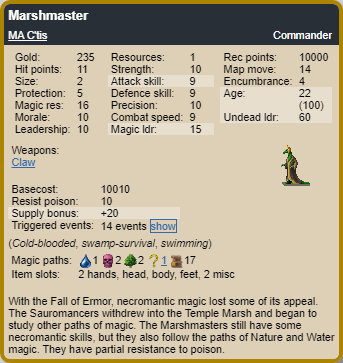 Marshmaster
MA C'tis Commander
Gold: 235 Resources: 1 Rec points: 10000
Hit points: 11 Strength: 10 Map move: 14
Size: 2 Attack skill: 9 Encumbrance: 4
Protection: 5 Defence skill: 9 Age: 22
Magic res: 16 Precision: 10 (100)
Morale: 10 Combat speed: 9 Undead ldr: 60
Leadership: 10 Magic ldr: 15
Weapons:
Claw
Basecost: 10010
Resist poison: 10
Supply bonus: +20
Triggered events: 14 events show
(Cold-blooded, swamp-survival, swimming)
Magic paths: 1 2 2 ? 1 17
Item slots: 2 hands, head, body, feet, 2 misc
With the Fall of Ermor, necromantic magic lost some of its appeal.
The Sauromancers withdrew into the Temple Marsh and began to
study other paths of magic. The Marshmasters still have some
necromantic skills, but they also follow the paths of Nature and Water
magic. They have partial resistance to poison.